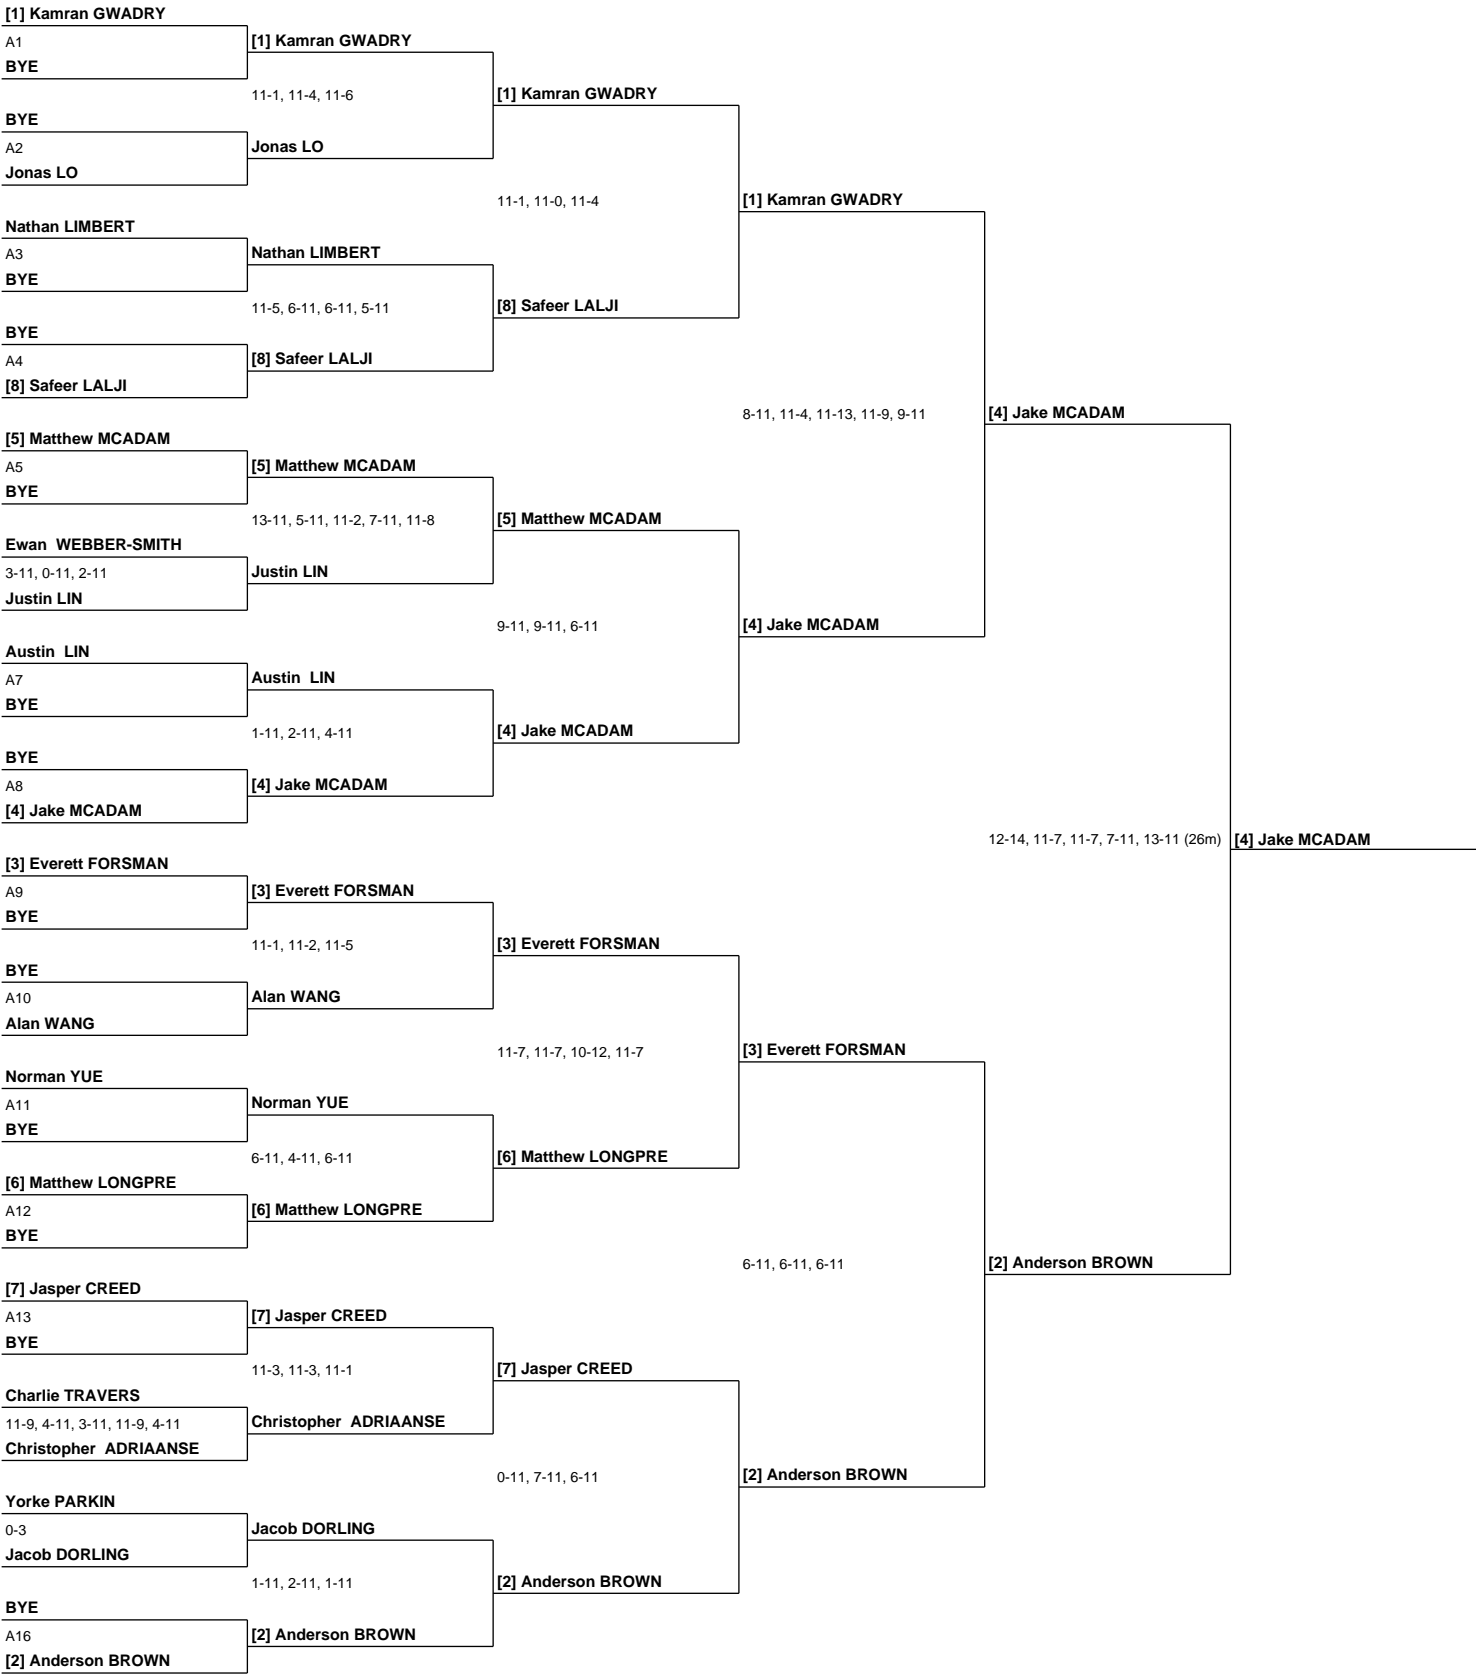 [1] Kamran GWADRY
A1
BYE
BYE
A2
Jonas LO
Nathan LIMBERT
A3
BYE
BYE
A4
[8] Safeer LALJI
[5] Matthew MCADAM
A5
BYE
Ewan WEBBER-SMITH
3-11, 0-11, 2-11
Justin LIN
Austin LIN
A7
BYE
BYE
A8
[4] Jake MCADAM
[3] Everett FORSMAN
A9
BYE
BYE
A10
Alan WANG
Norman YUE
A11
BYE
[6] Matthew LONGPRE
A12
BYE
[7] Jasper CREED
A13
BYE
Charlie TRAVERS
11-9, 4-11, 3-11, 11-9, 4-11
Christopher ADRIAANSE
Yorke PARKIN
0-3
Jacob DORLING
BYE
A16
[2] Anderson BROWN
[1] Kamran GWADRY
11-1, 11-4, 11-6
Jonas LO
Nathan LIMBERT
11-5, 6-11, 6-11, 5-11
[8] Safeer LALJI
[5] Matthew MCADAM
13-11, 5-11, 11-2, 7-11, 11-8
Justin LIN
Austin LIN
1-11, 2-11, 4-11
[4] Jake MCADAM
[3] Everett FORSMAN
11-1, 11-2, 11-5
Alan WANG
Norman YUE
6-11, 4-11, 6-11
[6] Matthew LONGPRE
[7] Jasper CREED
11-3, 11-3, 11-1
Christopher ADRIAANSE
Jacob DORLING
1-11, 2-11, 1-11
[2] Anderson BROWN
[1] Kamran GWADRY
11-1, 11-0, 11-4
[8] Safeer LALJI
[5] Matthew MCADAM
9-11, 9-11, 6-11
[4] Jake MCADAM
[3] Everett FORSMAN
11-7, 11-7, 10-12, 11-7
[6] Matthew LONGPRE
[7] Jasper CREED
0-11, 7-11, 6-11
[2] Anderson BROWN
[1] Kamran GWADRY
8-11, 11-4, 11-13, 11-9, 9-11
[4] Jake MCADAM
[3] Everett FORSMAN
6-11, 6-11, 6-11
[2] Anderson BROWN
[4] Jake MCADAM
12-14, 11-7, 11-7, 7-11, 13-11 (26m)
[2] Anderson BROWN
[4] Jake MCADAM